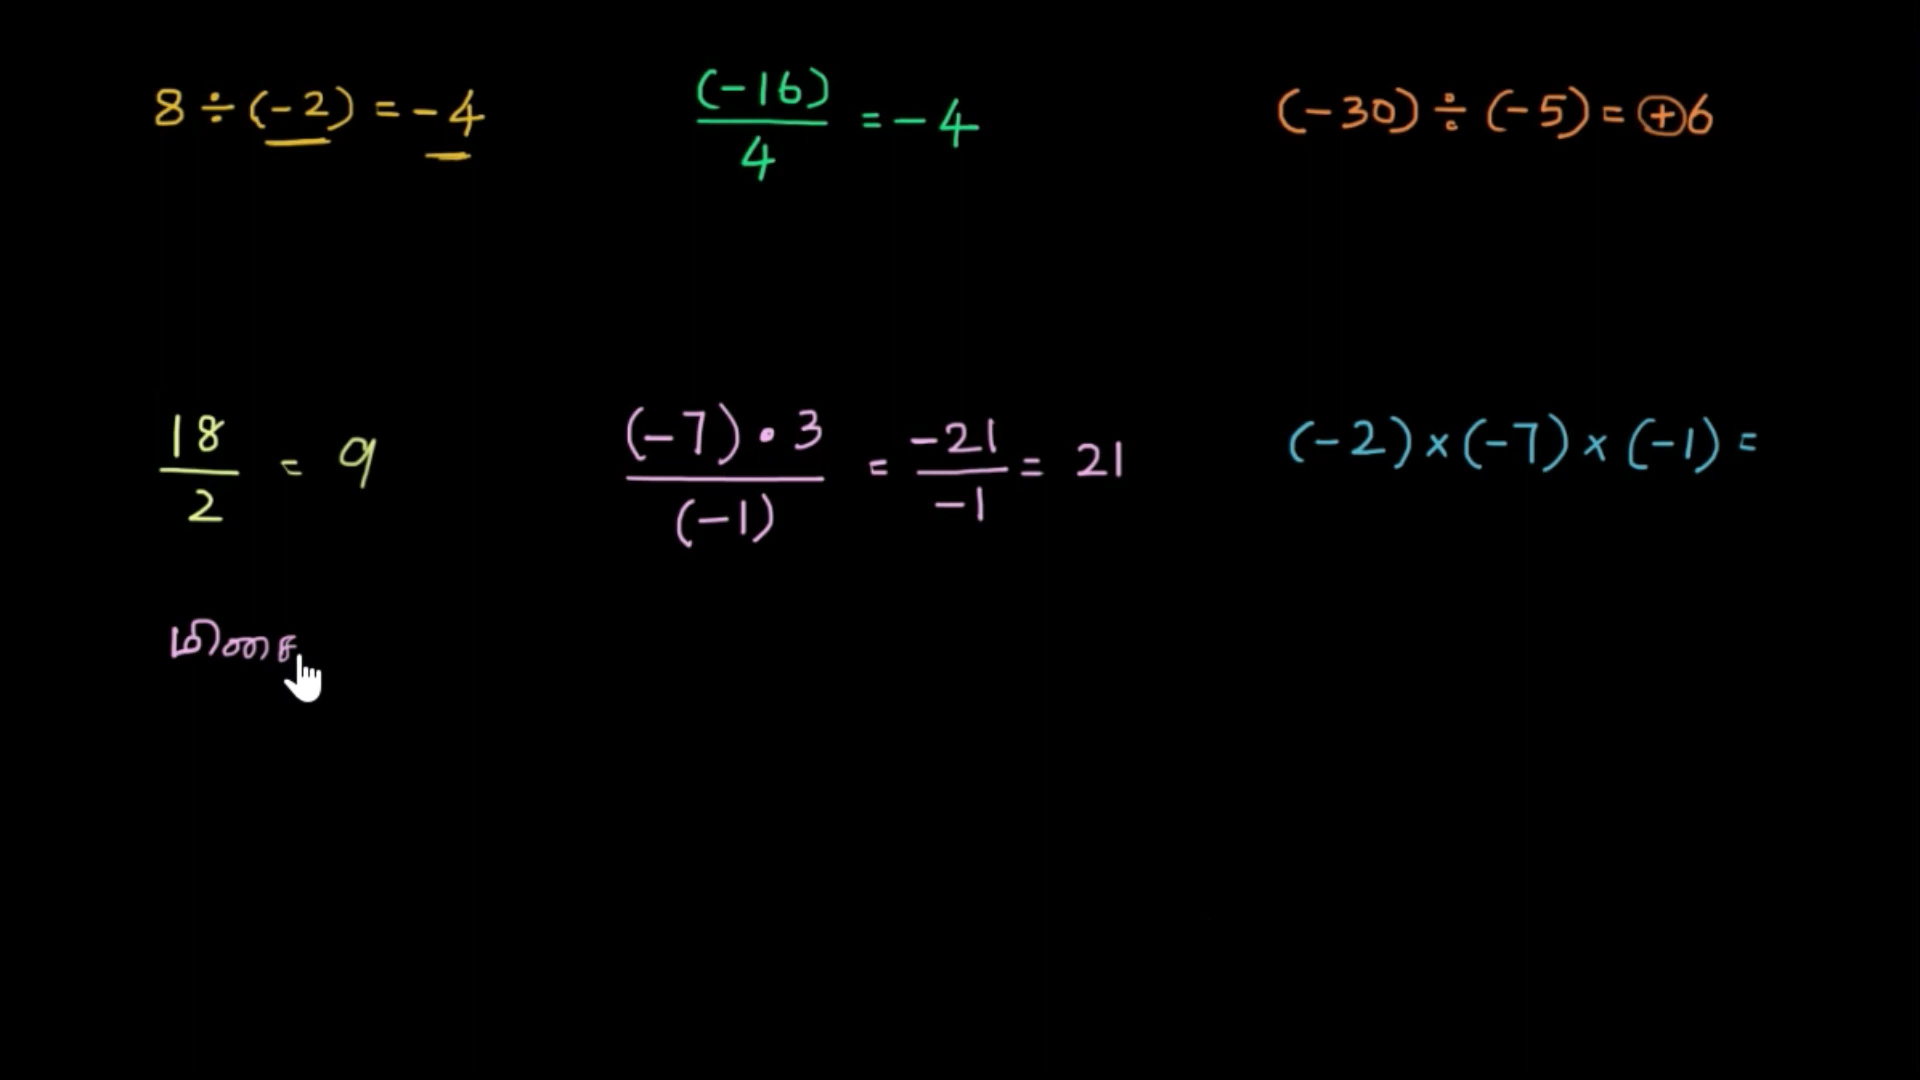 8 ÷ (-2) = -4
(-16)/4 = -4
(-30) ÷ (-5) = +6
18/2 = 9
(-7) • 3/(-1) = -21/-1 = 21
(-2) × (-7) × (-1) =